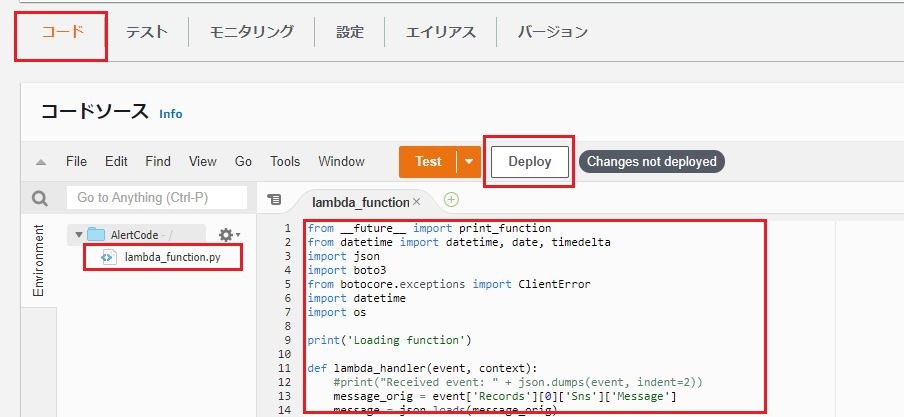 コード テスト モニタリング 設定 エイリアス バージョン
コードソース Info
File Edit Find View Go Tools Window Test Deploy Changes not deployed
Go to Anything (Ctrl-P)
lambda_function
Environment
AlertCode - /
lambda_function.py
1 from __future__ import print_function
2 from datetime import datetime, date, timedelta
3 import json
4 import boto3
5 from botocore.exceptions import ClientError
6 import datetime
7 import os
8
9 print('Loading function')
10
11 def lambda_handler(event, context):
12 #print("Received event: " + json.dumps(event, indent=2))
13 message_orig = event['Records'][0]['Sns']['Message']
14 message = json.loads(message_orig)